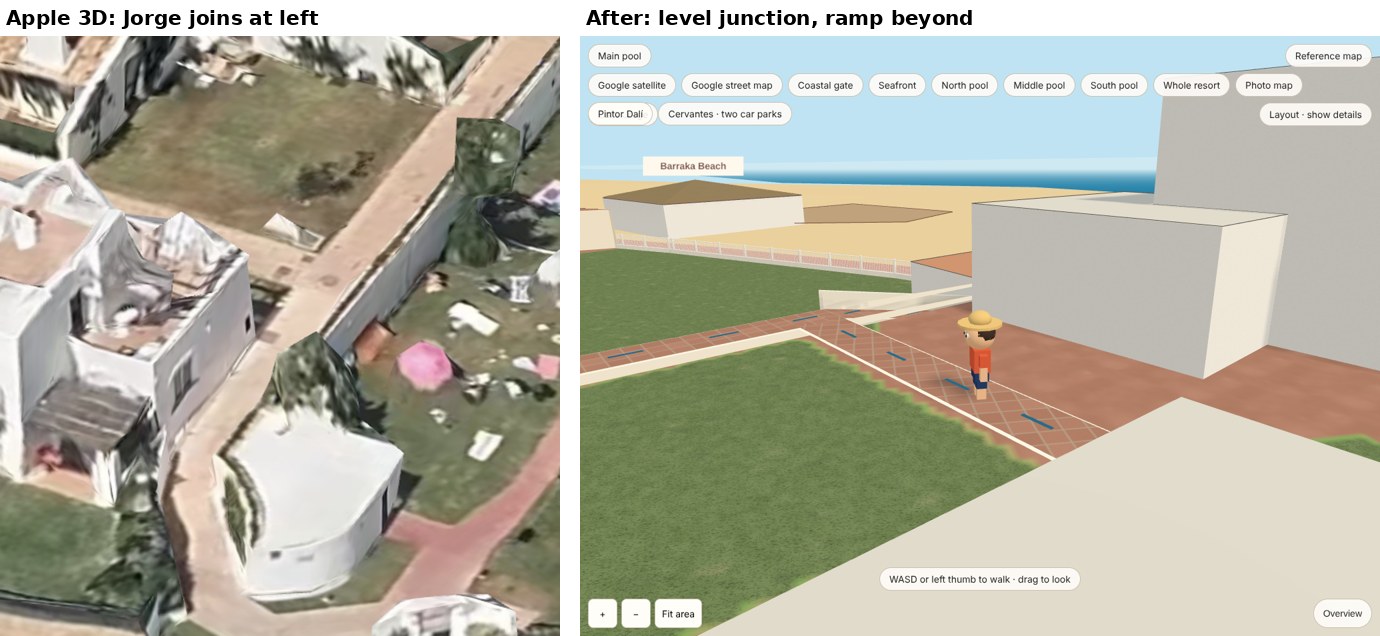 Apple 3D: Jorge joins at left
After: level junction, ramp beyond
Main pool
Reference map
Google satellite
Google street map
Coastal gate
Seafront
North pool
Middle pool
South pool
Whole resort
Photo map
Pintor Dalí
Cervantes · two car parks
Layout · show details
Barraka Beach
WASD or left thumb to walk · drag to look
+
−
Fit area
Overview